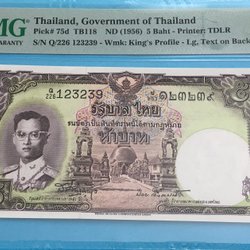 MG Thailand, Government of Thailand
Pick# 75d TB118 ND (1956) 5 Baht - Printer: TDLR
WARRANTY S/N Q/226 123239 - Wmk: King's Profile - Lg. Text on Back
Q/226 123239
๑๒๓๒๓๙
รัฐบาลไทย
ห้าบาท